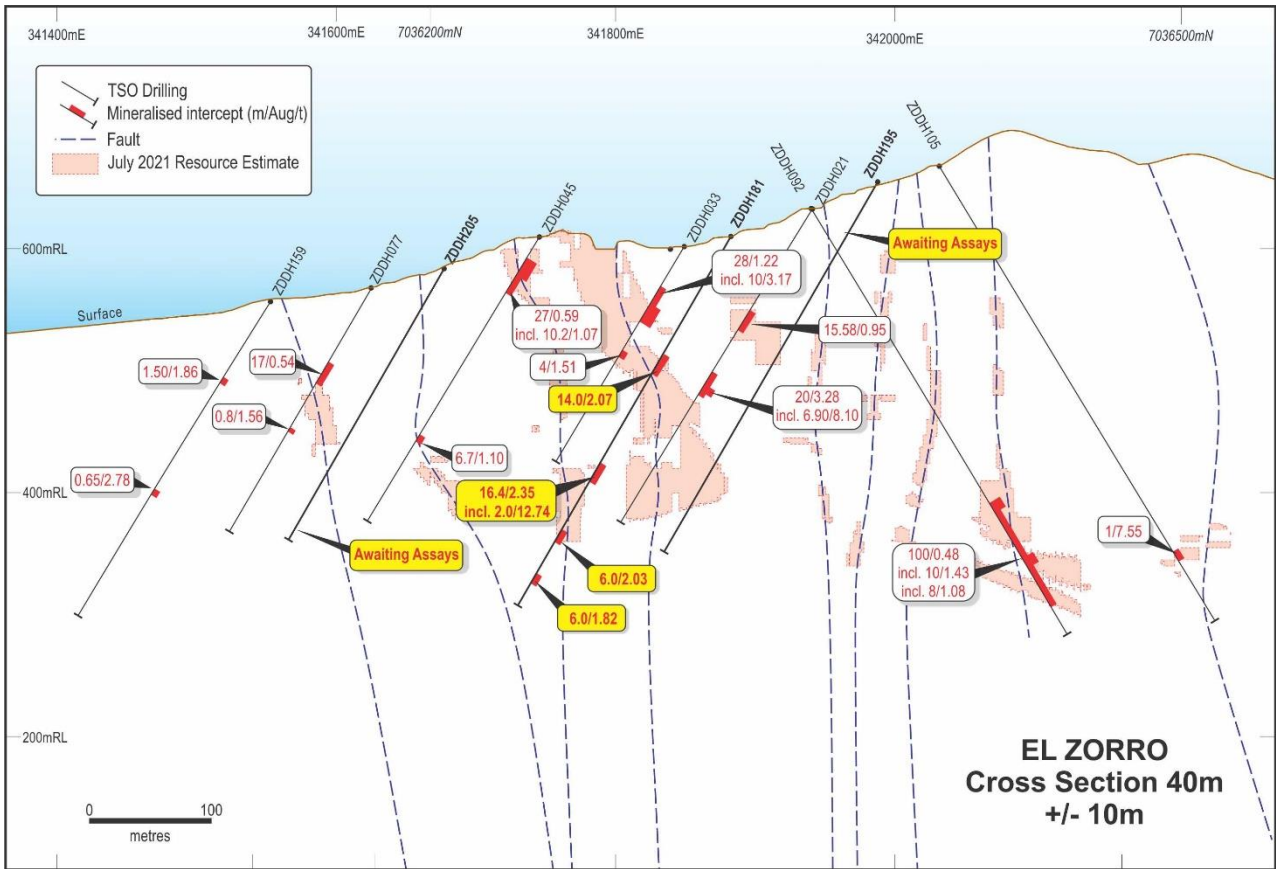 341400mE
341600mE
7036200mN
341800mE
342000mE
7036500mN
TSO Drilling
Mineralised intercept (m/Aug/t)
Fault
July 2021 Resource Estimate
ZDDH159
ZDDH077
ZDDH205
ZDDH045
ZDDH033
ZDDH181
ZDDH092
ZDDH021
ZDDH195
ZDDH105
600mRL
Surface
Awaiting Assays
28/1.22
incl. 10/3.17
27/0.59
incl. 10.2/1.07
15.58/0.95
1.50/1.86
17/0.54
4/1.51
14.0/2.07
20/3.28
incl. 6.90/8.10
0.8/1.56
6.7/1.10
0.65/2.78
400mRL
16.4/2.35
incl. 2.0/12.74
Awaiting Assays
6.0/2.03
6.0/1.82
100/0.48
incl. 10/1.43
incl. 8/1.08
1/7.55
200mRL
EL ZORRO
Cross Section 40m
+/- 10m
0
100
metres